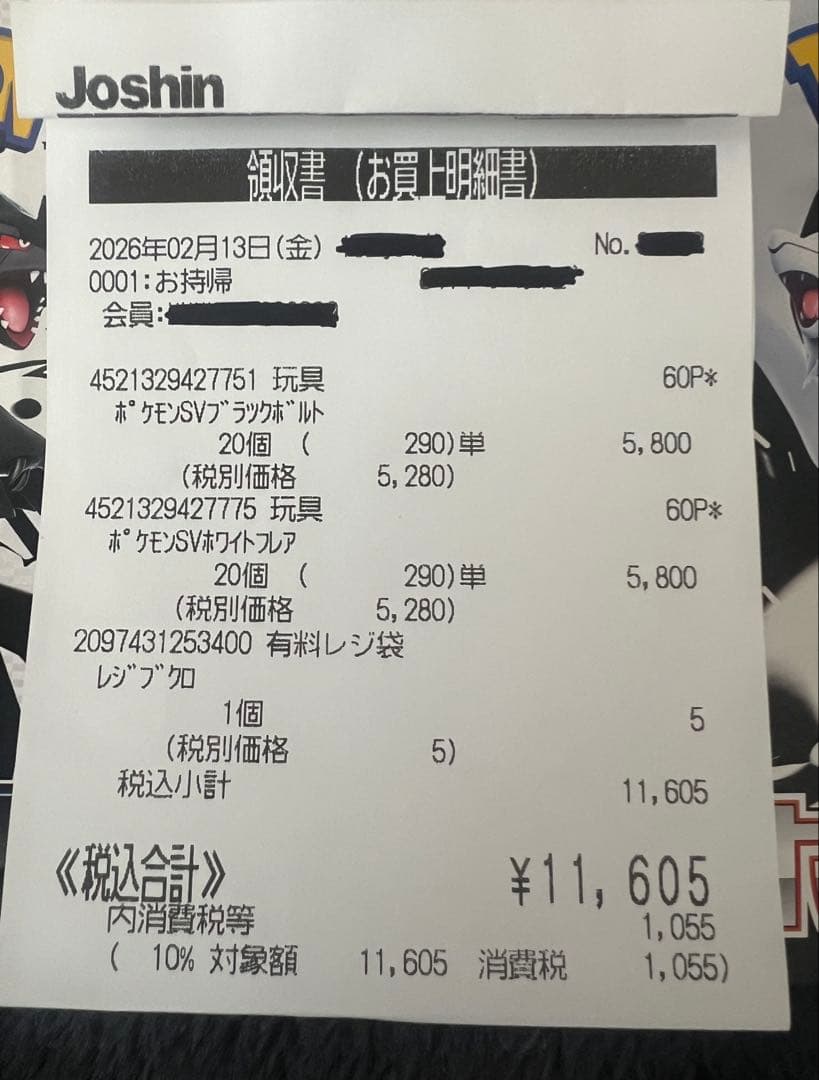 Joshin
領収書 (お買上明細書)
2026年02月13日(金) No.
0001:お持帰
会員:
4521329427751 玩具 60P*
ﾎﾟｹﾓﾝSVﾌﾞﾗｯｸﾎﾞﾙﾄ
20個 ( 290)単 5,800
(税別価格 5,280)
4521329427775 玩具 60P*
ﾎﾟｹﾓﾝSVﾎﾜｲﾄﾌﾚｱ
20個 ( 290)単 5,800
(税別価格 5,280)
2097431253400 有料レジ袋
ﾚｼﾞﾌﾞｸﾛ
1個 5
(税別価格 5)
税込小計 11,605
《税込合計》 ¥11,605
内消費税等 1,055
( 10% 対象額 11,605 消費税 1,055)